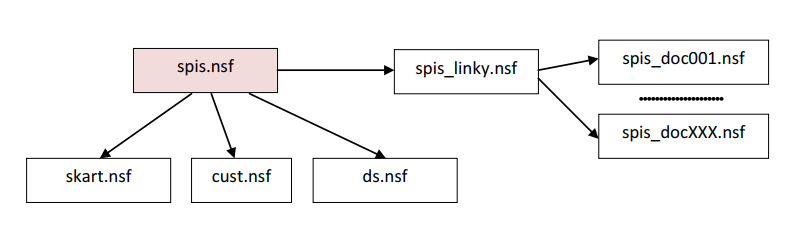 spis.nsf
spis_linky.nsf
spis_doc001.nsf
spis_docXXX.nsf
skart.nsf
cust.nsf
ds.nsf